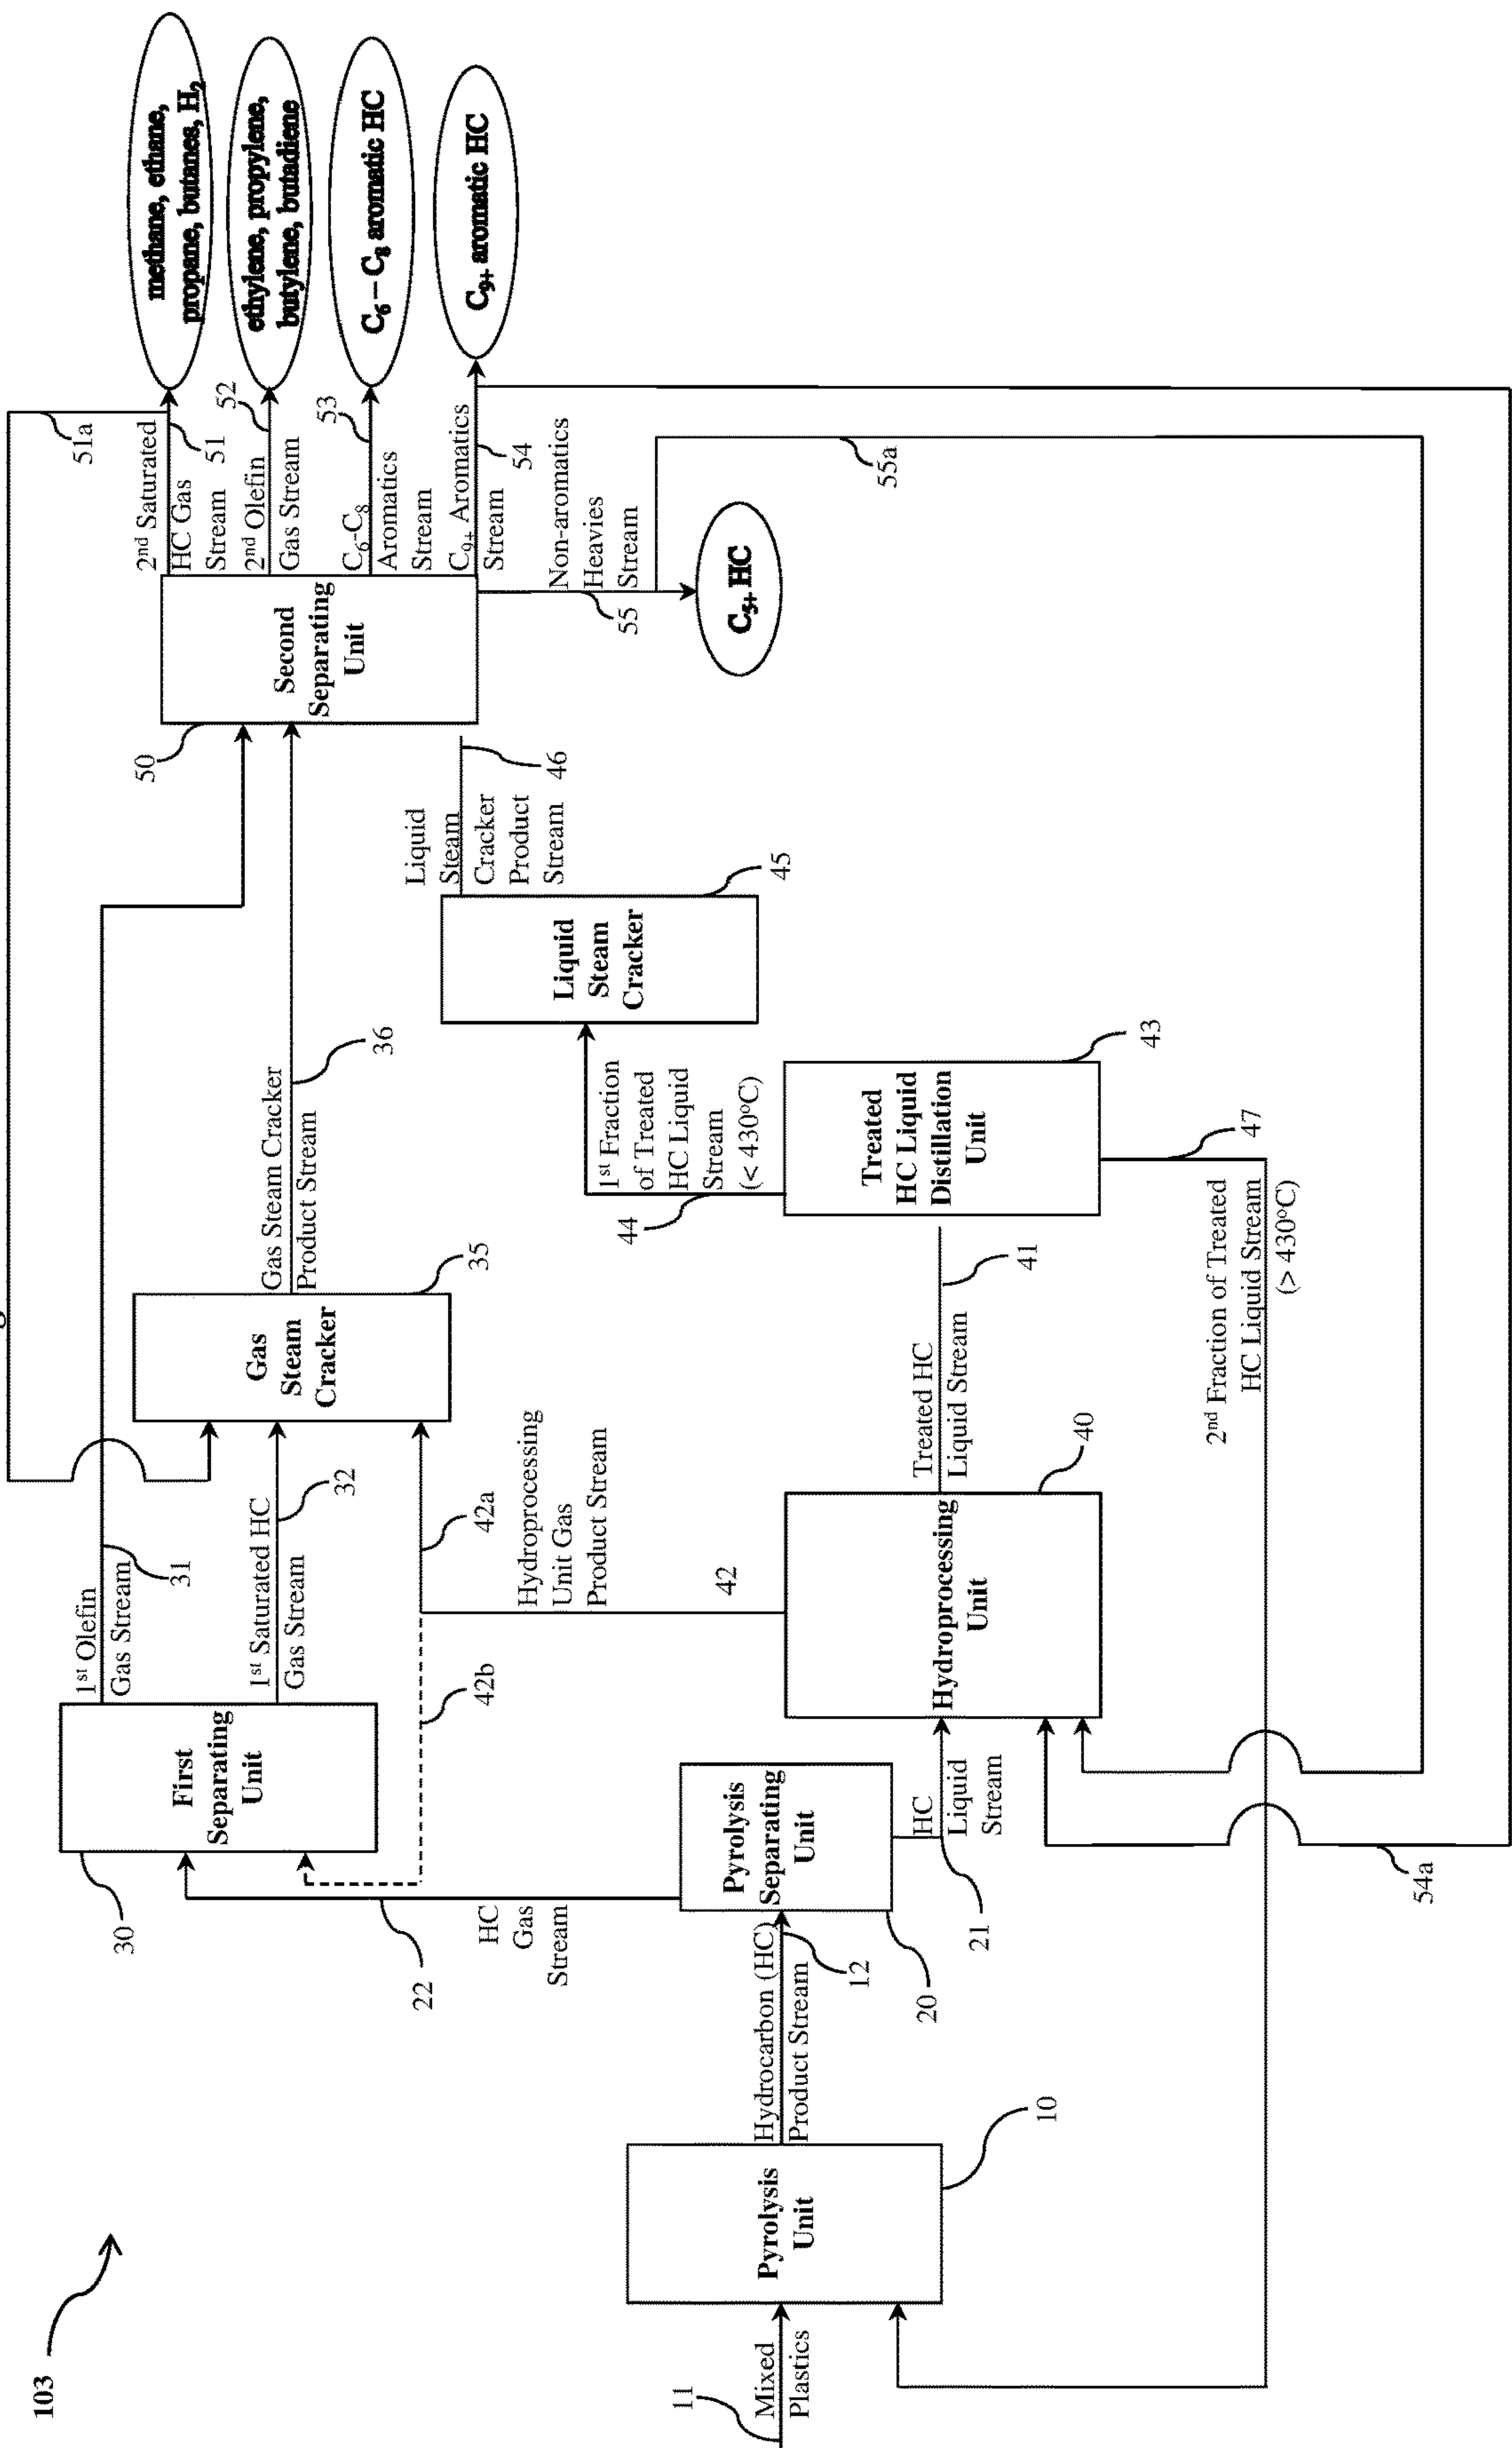 103
11
Mixed
Plastics
Pyrolysis
Unit
10
Hydrocarbon (HC)
Product Stream
12
Pyrolysis
Separating
Unit
20
HC
Liquid
Stream
21
HC
Gas
Stream
22
First
Separating
Unit
30
1st Olefin
Gas Stream
31
1st Saturated HC
Gas Stream
32
42b
42a
Hydroprocessing
Unit Gas
Product Stream
42
Hydroprocessing
Unit
40
Treated HC
Liquid Stream
41
Gas
Steam
Cracker
35
Gas Steam Cracker
Product Stream
36
Treated
HC Liquid
Distillation
Unit
43
1st Fraction
of Treated
HC Liquid
Stream
(< 430ºC)
44
2nd Fraction of Treated
HC Liquid Stream
(> 430ºC)
47
Liquid
Steam
Cracker
45
Liquid
Steam
Cracker
Product
Stream
46
Second
Separating
Unit
50
2nd Saturated
HC Gas
Stream
51
51a
2nd Olefin
Gas Stream
52
C6-C8
Aromatics
Stream
53
C9+ Aromatics
Stream
54
Non-aromatics
Heavies
Stream
55
55a
54a
methane, ethane,
propane, butanes, H2
ethylene, propylene,
butylene, butadiene
C6 – C8 aromatic HC
C9+ aromatic HC
C5+ HC